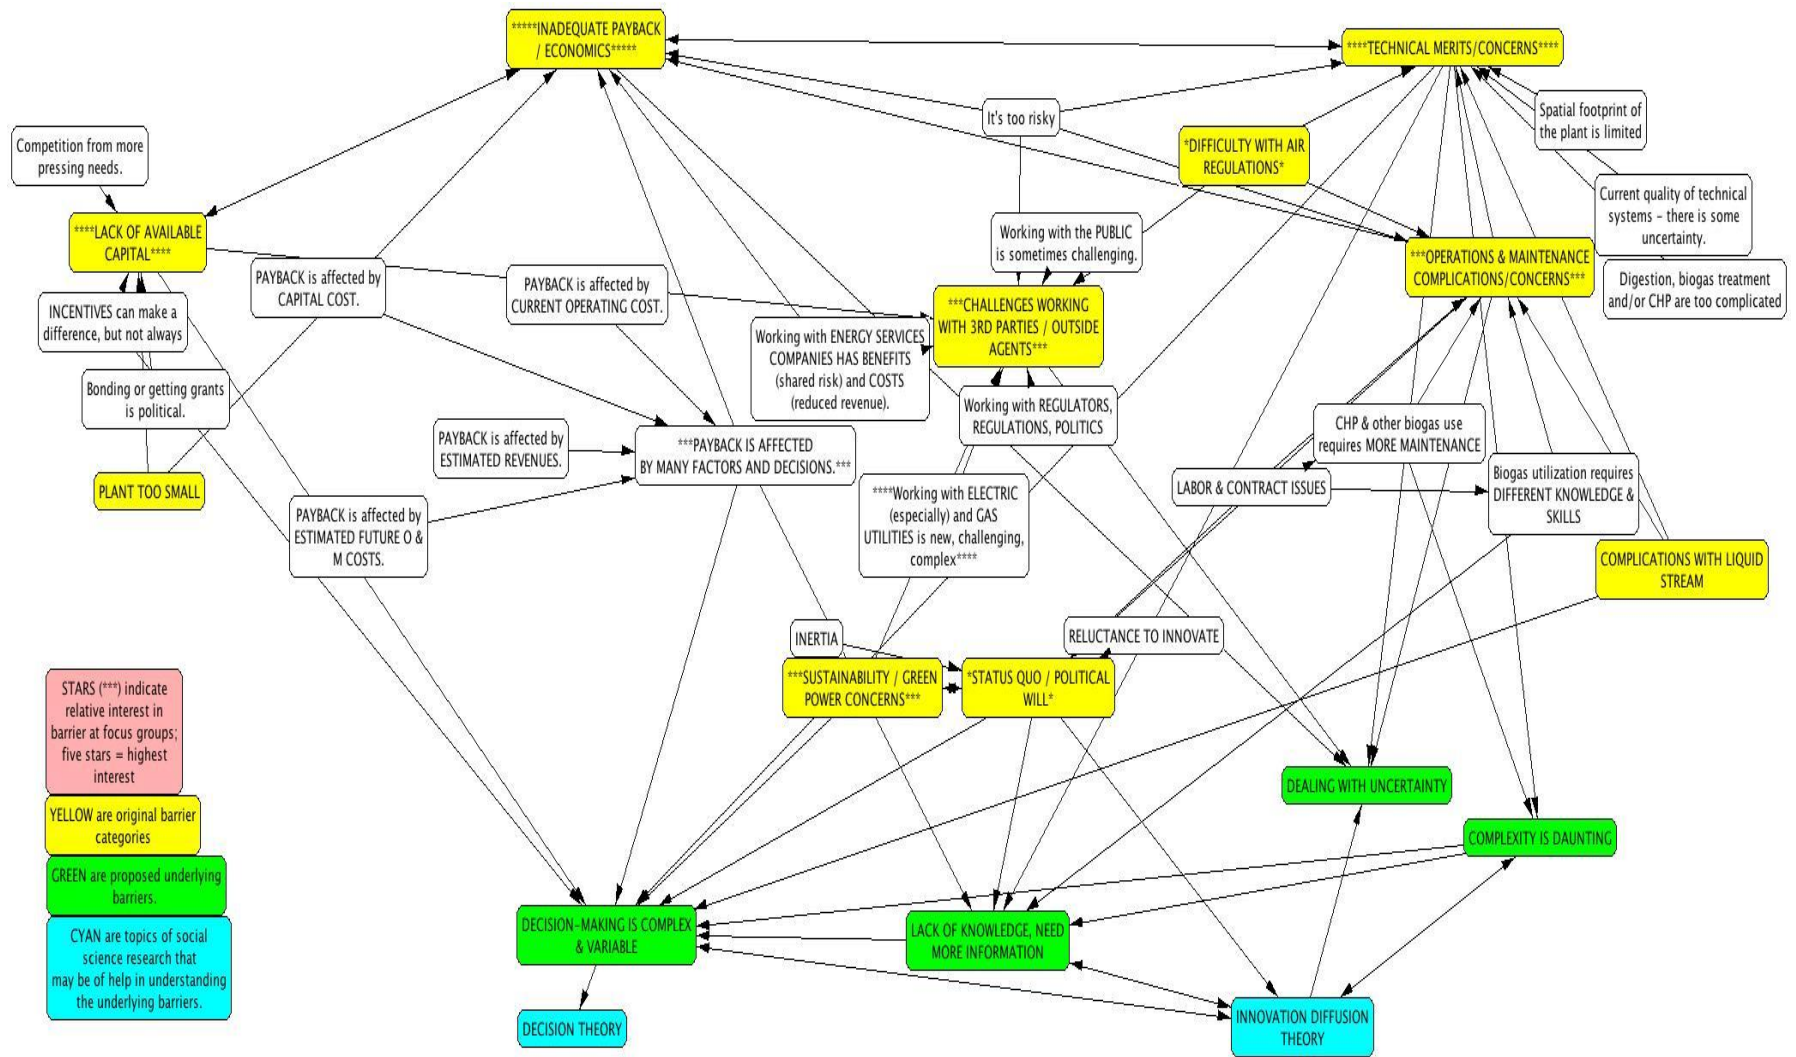 *****INADEQUATE PAYBACK
/ ECONOMICS*****
****TECHNICAL MERITS/CONCERNS****
It's too risky
Spatial footprint of
the plant is limited
Competition from more
pressing needs.
*DIFFICULTY WITH AIR
REGULATIONS*
Current quality of technical
systems - there is some
uncertainty.
****LACK OF AVAILABLE
CAPITAL****
Working with the PUBLIC
is sometimes challenging.
***OPERATIONS & MAINTENANCE
COMPLICATIONS/CONCERNS***
Digestion, biogas treatment
and/or CHP are too complicated
PAYBACK is affected by
CAPITAL COST.
PAYBACK is affected by
CURRENT OPERATING COST.
INCENTIVES can make a
difference, but not always
***CHALLENGES WORKING
WITH 3RD PARTIES / OUTSIDE
AGENTS***
Working with ENERGY SERVICES
COMPANIES HAS BENEFITS
(shared risk) and COSTS
(reduced revenue).
Bonding or getting grants
is political.
Working with REGULATORS,
REGULATIONS, POLITICS
CHP & other biogas use
requires MORE MAINTENANCE
PAYBACK is affected by
ESTIMATED REVENUES.
***PAYBACK IS AFFECTED
BY MANY FACTORS AND DECISIONS.***
PLANT TOO SMALL
LABOR & CONTRACT ISSUES
Biogas utilization requires
DIFFERENT KNOWLEDGE &
SKILLS
****Working with ELECTRIC
(especially) and GAS
UTILITIES is new, challenging,
complex****
PAYBACK is affected by
ESTIMATED FUTURE O &
M COSTS.
COMPLICATIONS WITH LIQUID
STREAM
INERTIA
RELUCTANCE TO INNOVATE
***SUSTAINABILITY / GREEN
POWER CONCERNS***
*STATUS QUO / POLITICAL
WILL*
STARS (***) indicate
relative interest in
barrier at focus groups;
five stars = highest
interest
YELLOW are original barrier
categories
GREEN are proposed underlying
barriers.
CYAN are topics of social
science research that
may be of help in understanding
the underlying barriers.
DEALING WITH UNCERTAINTY
COMPLEXITY IS DAUNTING
DECISION-MAKING IS COMPLEX
& VARIABLE
LACK OF KNOWLEDGE, NEED
MORE INFORMATION
DECISION THEORY
INNOVATION DIFFUSION
THEORY